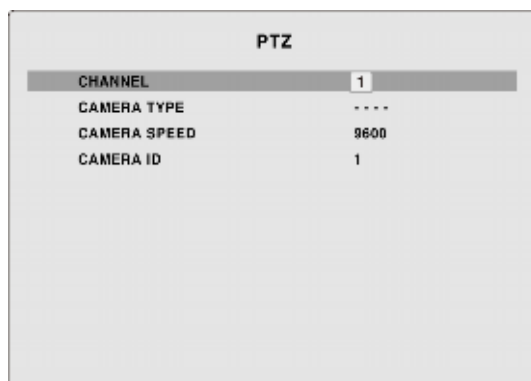 PTZ
CHANNEL 1
CAMERA TYPE ----
CAMERA SPEED 9600
CAMERA ID 1